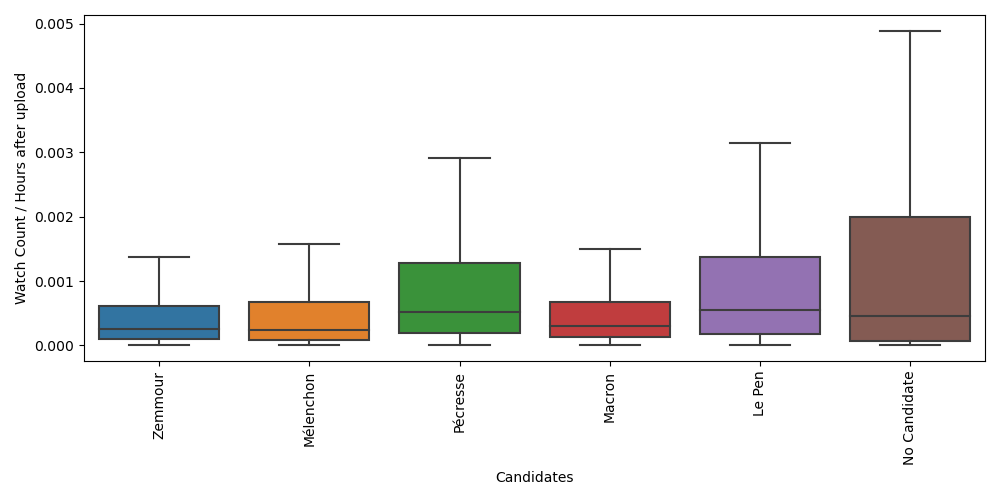 Watch Count / Hours after upload
0.005
0.004
0.003
0.002
0.001
0.000
Zemmour
Mélenchon
Pécresse
Macron
Le Pen
No Candidate
Candidates